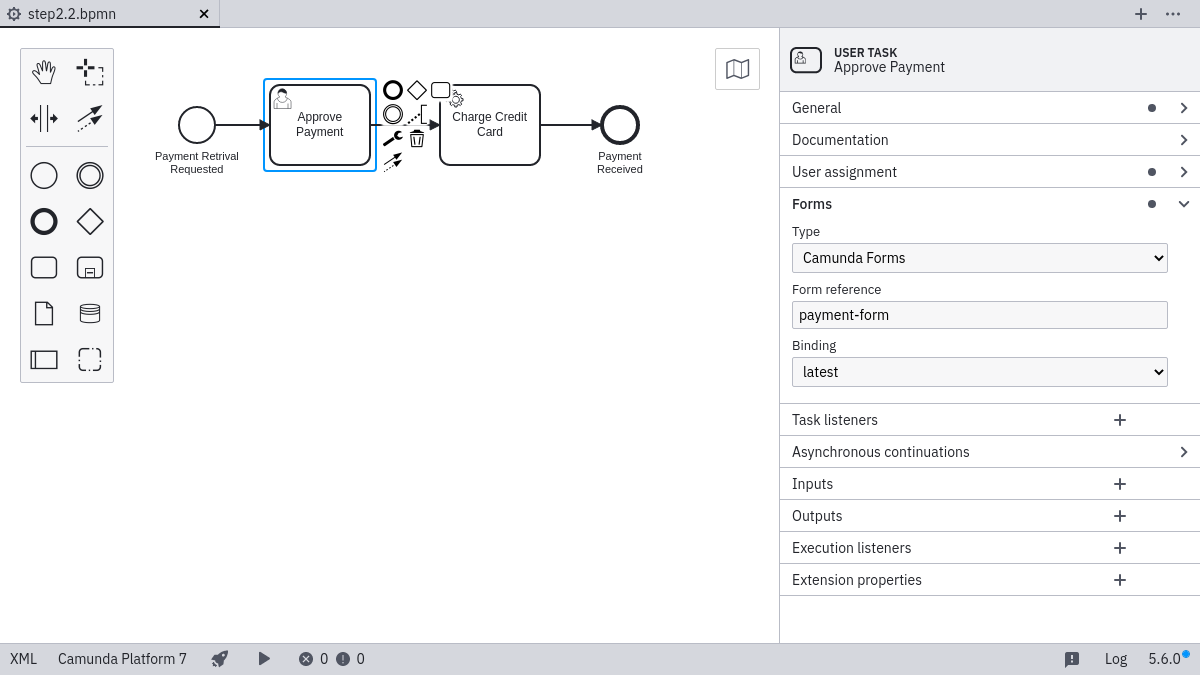 step2.2.bpmn
Payment Retrival
Requested
Approve
Payment
Charge Credit
Card
Payment
Received
USER TASK
Approve Payment
General
Documentation
User assignment
Forms
Type
Camunda Forms
Form reference
payment-form
Binding
latest
Task listeners
Asynchronous continuations
Inputs
Outputs
Execution listeners
Extension properties
XML Camunda Platform 7 0 0 Log 5.6.0